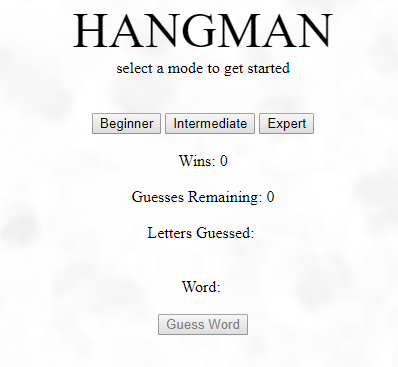 HANGMAN
select a mode to get started
Beginner Intermediate Expert
Wins: 0
Guesses Remaining: 0
Letters Guessed:
Word:
Guess Word